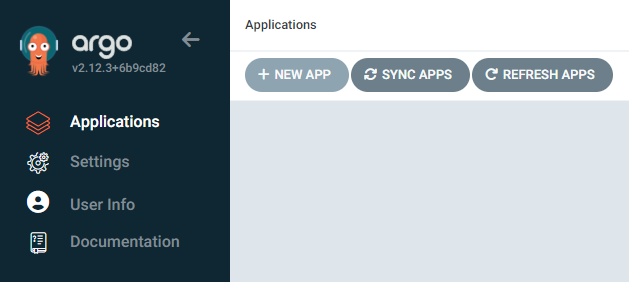 argo
v2.12.3+6b9cd82
Applications
Settings
User Info
Documentation
Applications
NEW APP
SYNC APPS
REFRESH APPS